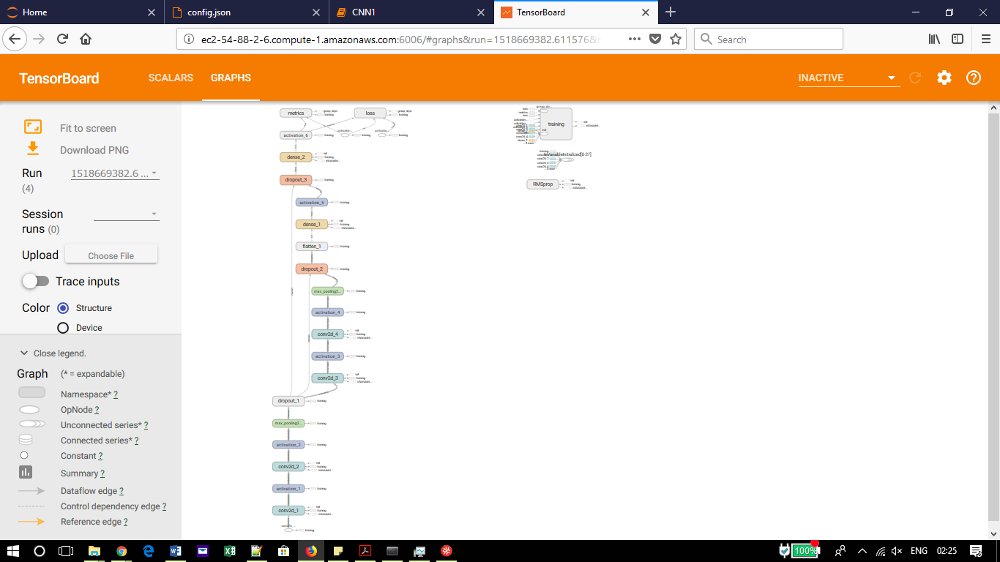 Home
config.json
CNN1
TensorBoard
ec2-54-88-2-6.compute-1.amazonaws.com:6006/#graphs&run=1518669382.611576&
Search
TensorBoard
SCALARS
GRAPHS
INACTIVE
Fit to screen
Download PNG
Run
(4)
1518669382.6 ...
Session
runs (0)
Upload
Choose File
Trace inputs
Color
Structure
Device
Close legend.
Graph
(* = expandable)
Namespace* ?
OpNode ?
Unconnected series* ?
Connected series* ?
Constant ?
Summary ?
Dataflow edge ?
Control dependency edge ?
Reference edge ?
metrics
loss
activation_6
dense_2
dropout_3
activation_5
dense_1
flatten_1
dropout_2
max_pooling2...
activation_4
conv2d_4
activation_3
conv2d_3
dropout_1
max_pooling2...
activation_2
conv2d_2
activation_1
conv2d_1
training
IsVariableInitialized[0-27]
RMSprop
100%
ENG
02:25